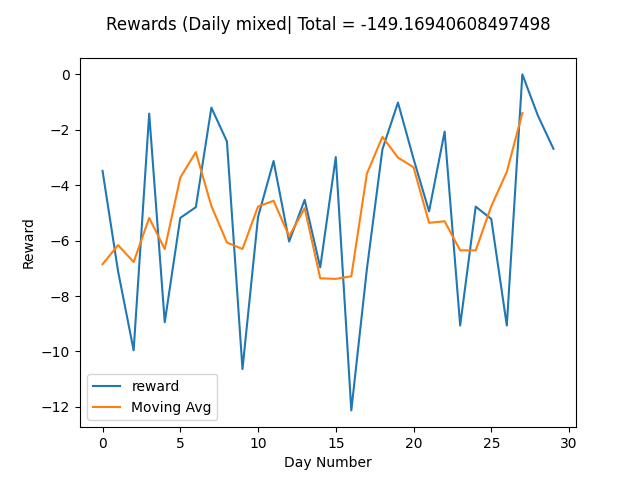 Rewards (Daily mixed| Total = -149.16940608497498
0
−2
−4
−6
−8
−10
−12
Reward
reward
Moving Avg
0 5 10 15 20 25 30
Day Number